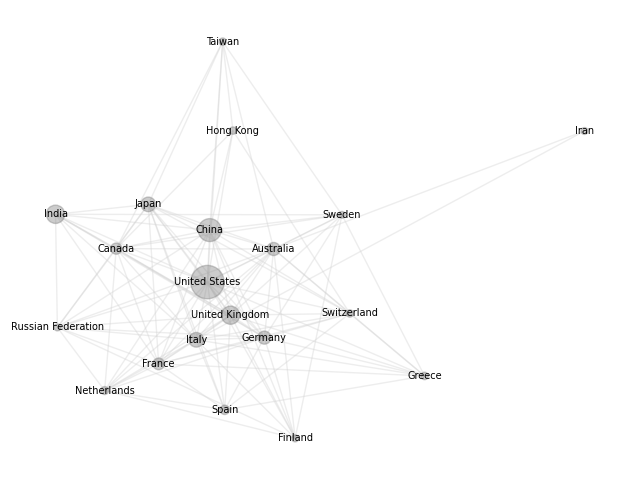 Taiwan
Hong Kong
Iran
India
Japan
Sweden
China
Canada
Australia
United States
United Kingdom
Switzerland
Russian Federation
Italy
Germany
France
Greece
Netherlands
Spain
Finland